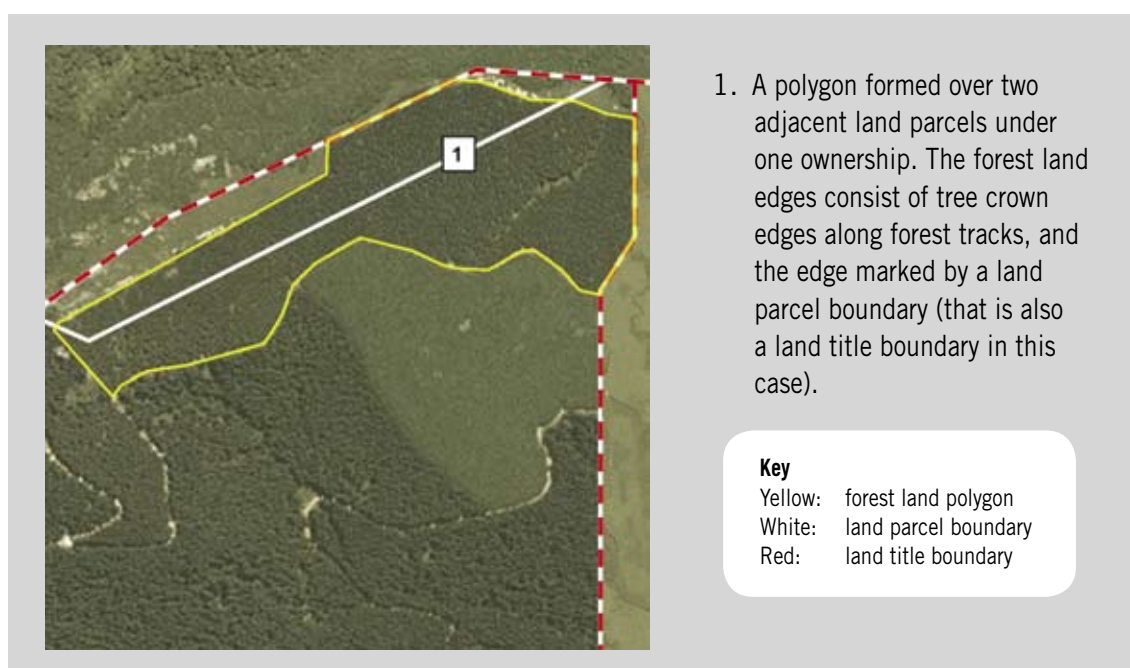 1
1. A polygon formed over two
adjacent land parcels under
one ownership. The forest land
edges consist of tree crown
edges along forest tracks, and
the edge marked by a land
parcel boundary (that is also
a land title boundary in this
case).
Key
Yellow: forest land polygon
White: land parcel boundary
Red: land title boundary